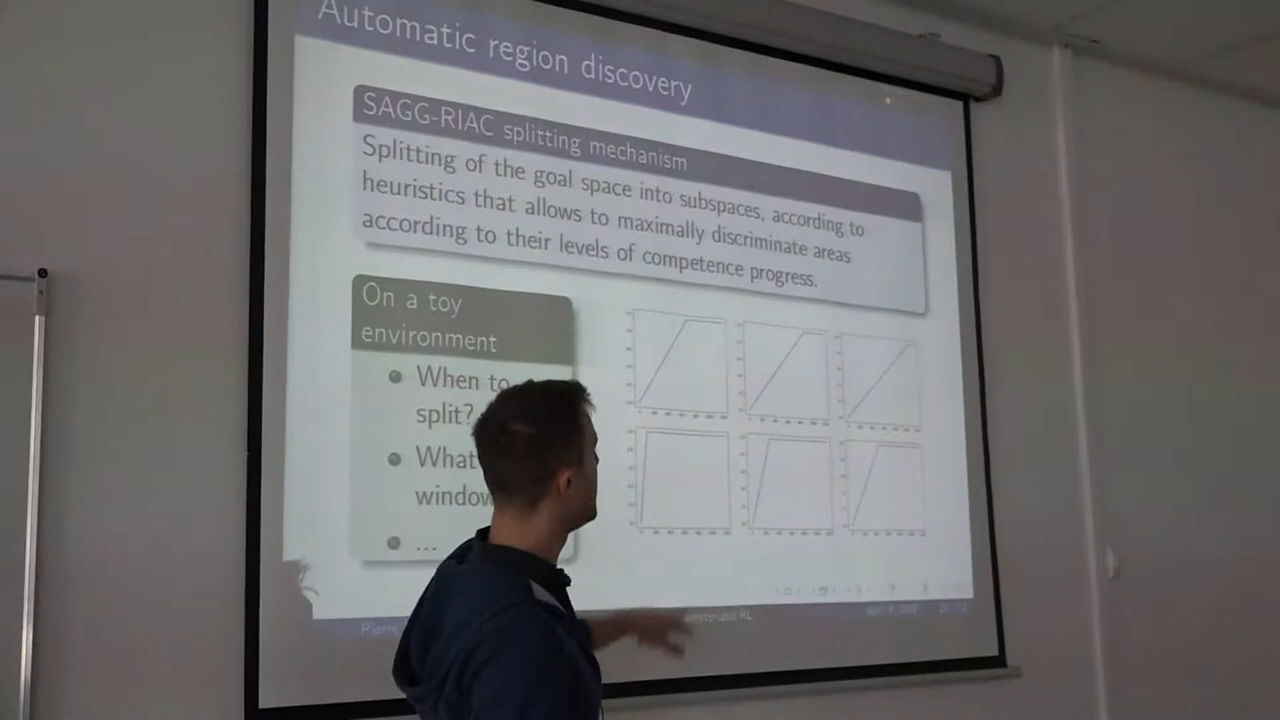 Automatic region discovery
SAGG-RIAC splitting mechanism
Splitting of the goal space into subspaces, according to
heuristics that allows to maximally discriminate areas
according to their levels of competence progress.
On a toy
environment
When to
split?
What
window
...
Pierre
RL